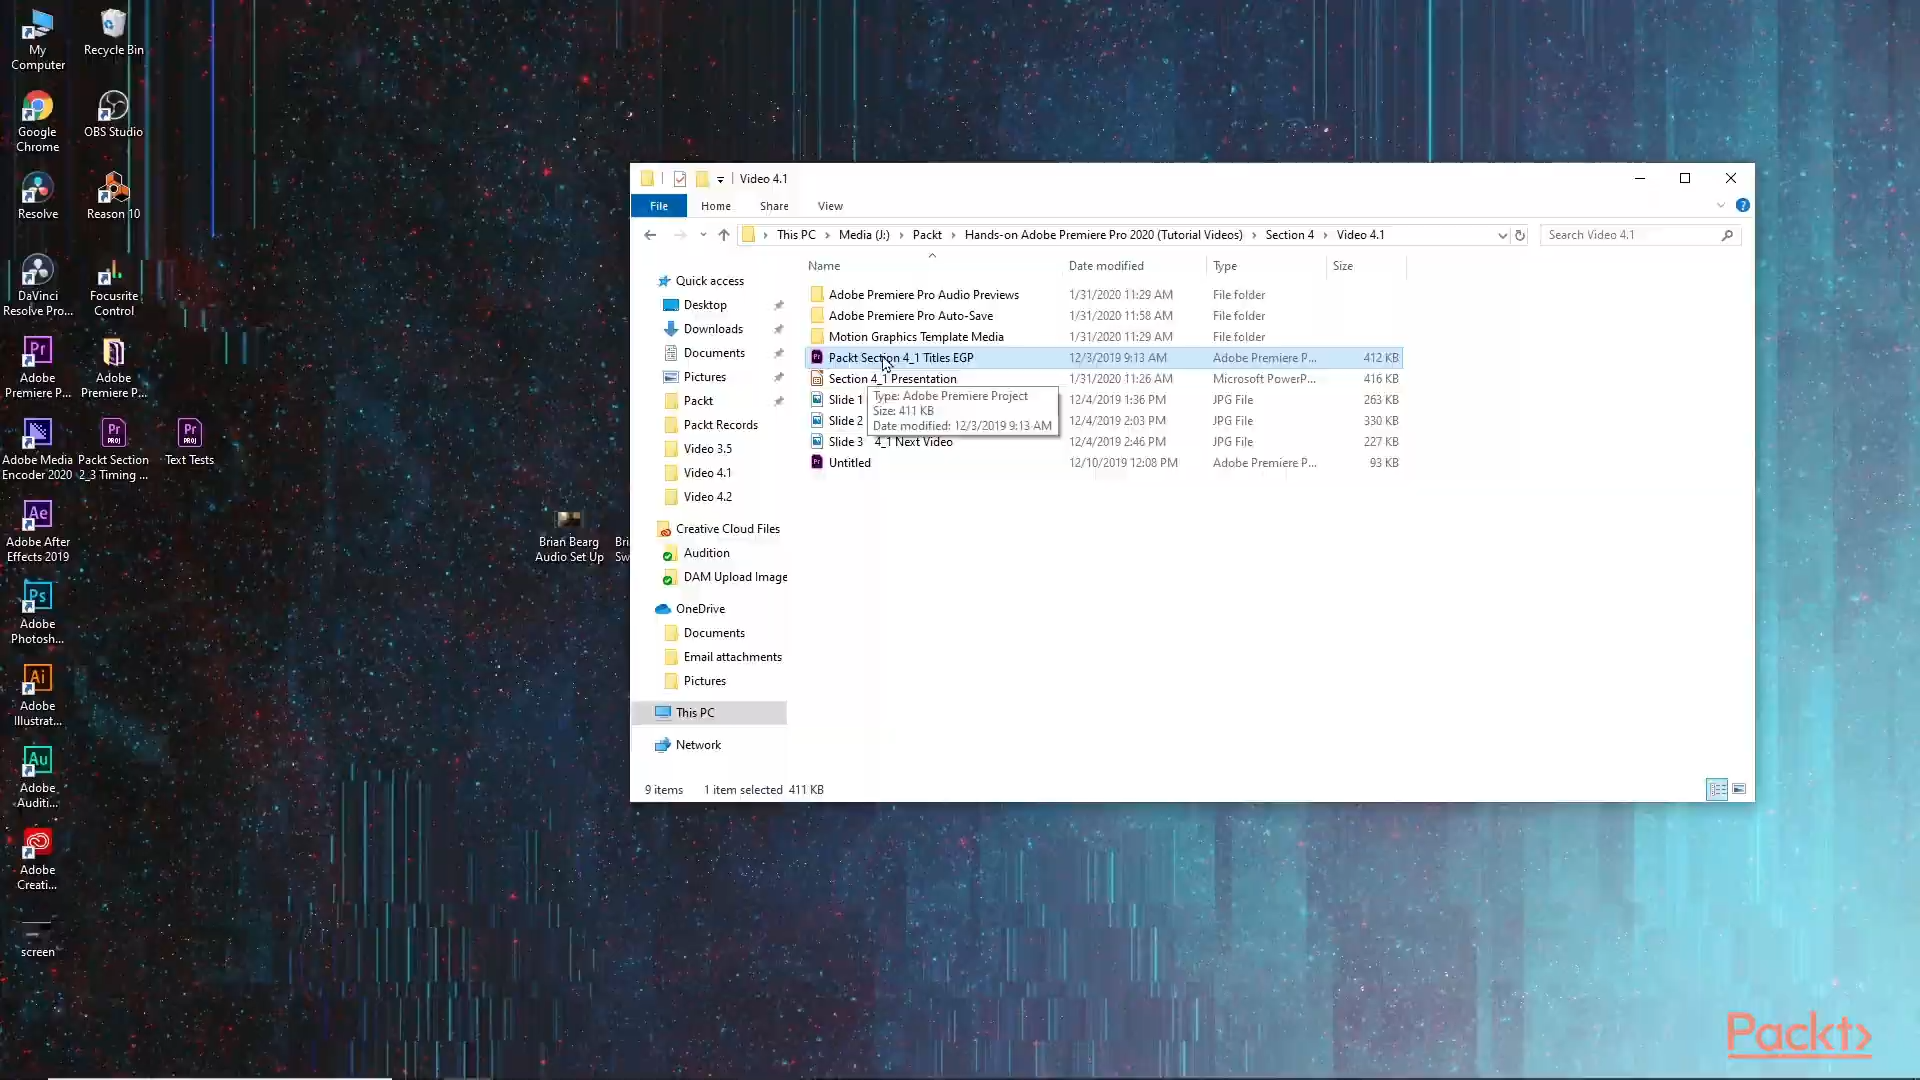 My
Computer
Recycle Bin
Google
Chrome
OBS Studio
Resolve
Reason 10
DaVinci
Resolve Pro...
Focusrite
Control
Adobe
Premiere P...
Adobe
Premiere P...
Adobe Media
Encoder 2020
Packt Section
2_3 Timing ...
Text Tests
Adobe After
Effects 2019
Adobe
Photosh...
Adobe
Illustrat...
Adobe
Auditi...
Adobe
Creati...
screen
Brian Bearg
Audio Set Up
Bri
Sw
Video 4.1
File Home Share View
This PC Media (J:) Packt Hands-on Adobe Premiere Pro 2020 (Tutorial Videos) Section 4 Video 4.1
Search Video 4.1
Quick access
Desktop
Downloads
Documents
Pictures
Packt
Packt Records
Video 3.5
Video 4.1
Video 4.2
Creative Cloud Files
Audition
DAM Upload Image
OneDrive
Documents
Email attachments
Pictures
This PC
Network
Name Date modified Type Size
Adobe Premiere Pro Audio Previews 1/31/2020 11:29 AM File folder
Adobe Premiere Pro Auto-Save 1/31/2020 11:58 AM File folder
Motion Graphics Template Media 1/31/2020 11:29 AM File folder
Packt Section 4_1 Titles EGP 12/3/2019 9:13 AM Adobe Premiere P... 412 KB
Section 4_1 Presentation 1/31/2020 11:26 AM Microsoft PowerP... 416 KB
Slide 1 12/4/2019 1:36 PM JPG File 263 KB
Slide 2 12/4/2019 2:03 PM JPG File 330 KB
Slide 3 4_1 Next Video 12/4/2019 2:46 PM JPG File 227 KB
Untitled 12/10/2019 12:08 PM Adobe Premiere P... 93 KB
Type: Adobe Premiere Project
Size: 411 KB
Date modified: 12/3/2019 9:13 AM
9 items 1 item selected 411 KB
Packt>